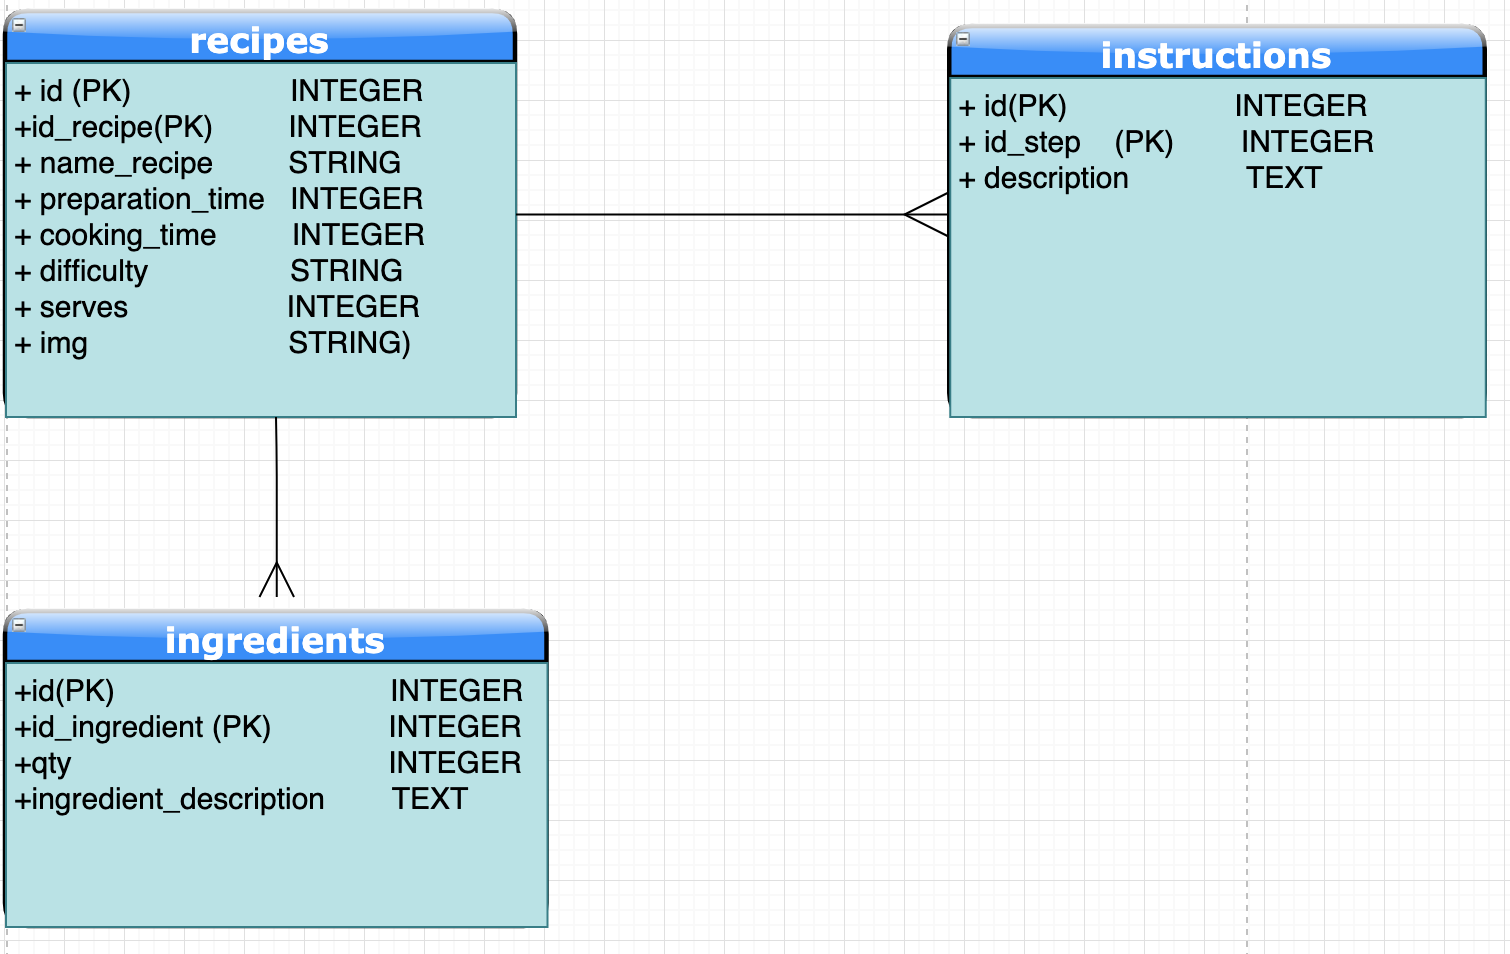 recipes
+ id (PK) INTEGER
+id_recipe(PK) INTEGER
+ name_recipe STRING
+ preparation_time INTEGER
+ cooking_time INTEGER
+ difficulty STRING
+ serves INTEGER
+ img STRING)
instructions
+ id(PK) INTEGER
+ id_step (PK) INTEGER
+ description TEXT
ingredients
+id(PK) INTEGER
+id_ingredient (PK) INTEGER
+qty INTEGER
+ingredient_description TEXT